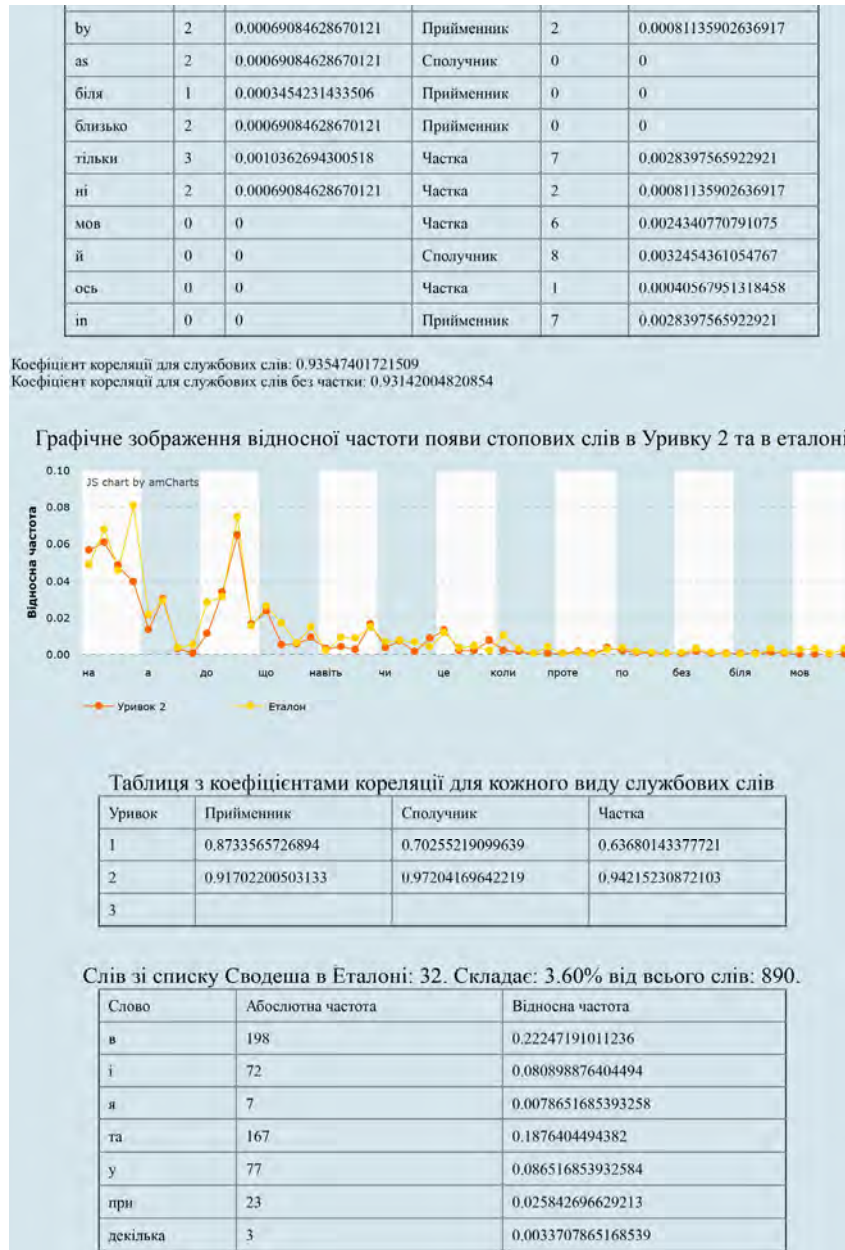 by 2 0.00069084628670121 Прийменник 2 0.00081135902636917
as 2 0.00069084628670121 Сполучник 0 0
біля 1 0.0003454231433506 Прийменник 0 0
близько 2 0.00069084628670121 Прийменник 0 0
тільки 3 0.0010362694300518 Частка 7 0.0028397565922921
ні 2 0.00069084628670121 Частка 2 0.00081135902636917
мов 0 0 Частка 6 0.0024340770791075
й 0 0 Сполучник 8 0.0032454361054767
ось 0 0 Частка 1 0.00040567951318458
in 0 0 Прийменник 7 0.0028397565922921
Коефіцієнт кореляції для службових слів: 0.93547401721509
Коефіцієнт кореляції для службових слів без частки: 0.93142004820854
Графічне зображення відносної частоти появи стопових слів в Уривку 2 та в еталоні
JS chart by amCharts
Відносна частота
0.10
0.08
0.06
0.04
0.02
0.00
на а до що навіть чи це коли проте по без біля мов
Уривок 2 Еталон
Таблиця з коефіцієнтами кореляції для кожного виду службових слів
Уривок Прийменник Сполучник Частка
1 0.8733565726894 0.70255219099639 0.63680143377721
2 0.91702200503133 0.97204169642219 0.94215230872103
3
Слів зі списку Сводеша в Еталоні: 32. Складає: 3.60% від всього слів: 890.
Слово Абослютна частота Відносна частота
в 198 0.22247191011236
і 72 0.080898876404494
я 7 0.0078651685393258
та 167 0.1876404494382
у 77 0.086516853932584
при 23 0.025842696629213
декілька 3 0.0033707865168539